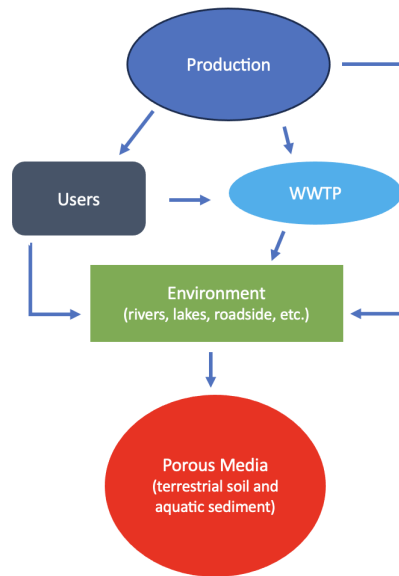 Production
Users
WWTP
Environment
(rivers, lakes, roadside, etc.)
Porous Media
(terrestrial soil and
aquatic sediment)